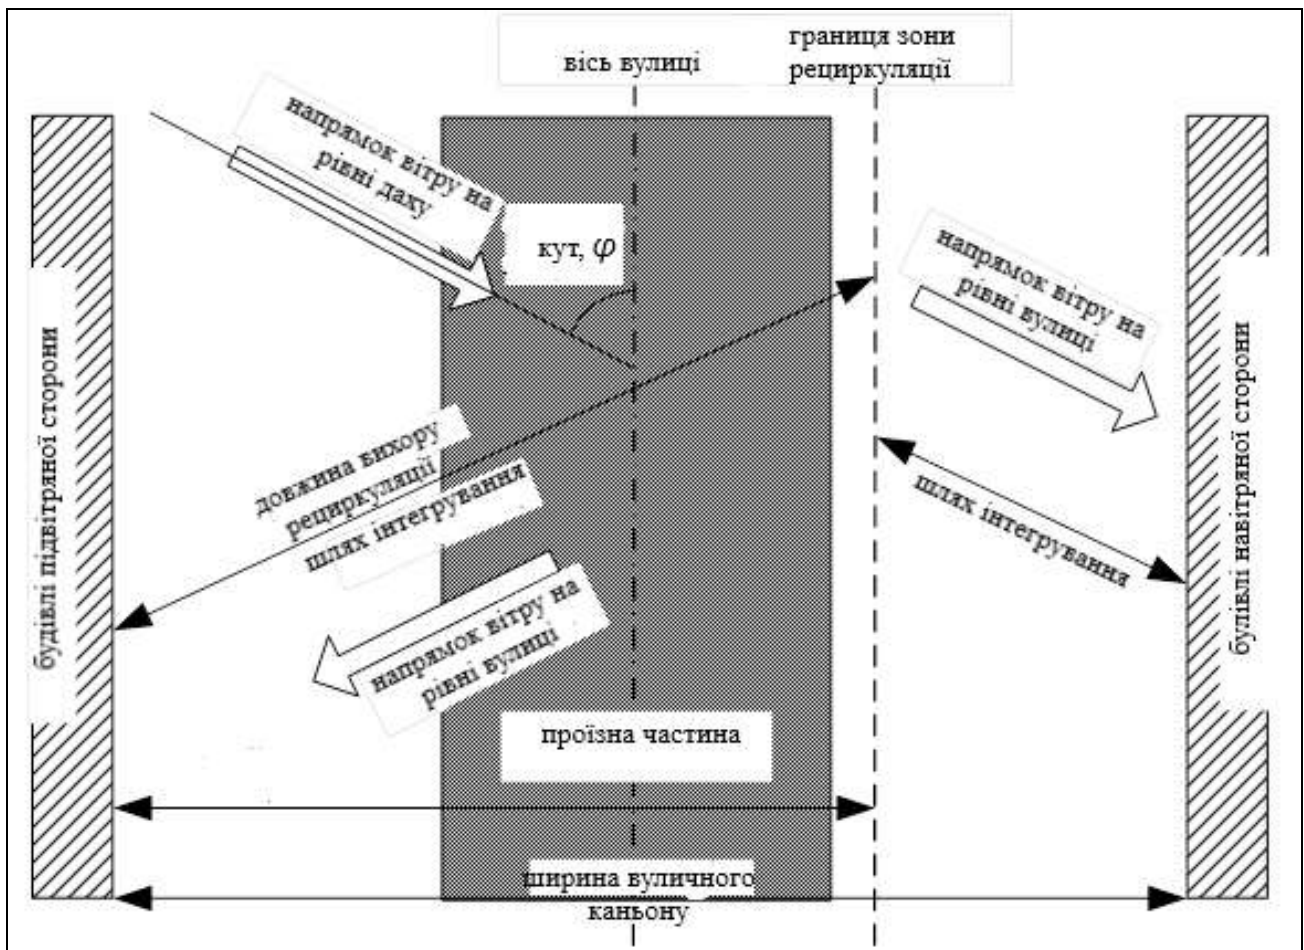 границя зони
рециркуляції
вісь вулиці
напрямок вітру на
рівні даху
кут, φ
напрямок вітру на
рівні вулиці
будівлі підвітряної сторони
довжина вихору
рециркуляції
шлях інтегрування
шлях інтегрування
булівлі навітряної сторони
напрямок вітру на
рівні вулиці
проїзна частина
ширина вуличного
каньону